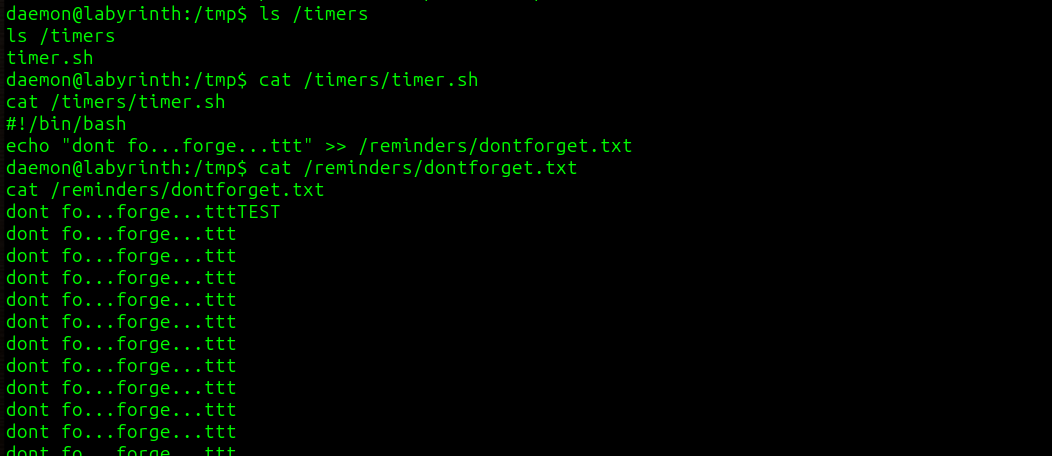 daemon@labyrinth:/tmp$ ls /timers
ls /timers
timer.sh
daemon@labyrinth:/tmp$ cat /timers/timer.sh
cat /timers/timer.sh
#!/bin/bash
echo "dont fo...forge...ttt" >> /reminders/dontforget.txt
daemon@labyrinth:/tmp$ cat /reminders/dontforget.txt
cat /reminders/dontforget.txt
dont fo...forge...tttTEST
dont fo...forge...ttt
dont fo...forge...ttt
dont fo...forge...ttt
dont fo...forge...ttt
dont fo...forge...ttt
dont fo...forge...ttt
dont fo...forge...ttt
dont fo...forge...ttt
dont fo...forge...ttt
dont fo...forge...ttt
dont fo...forge...ttt